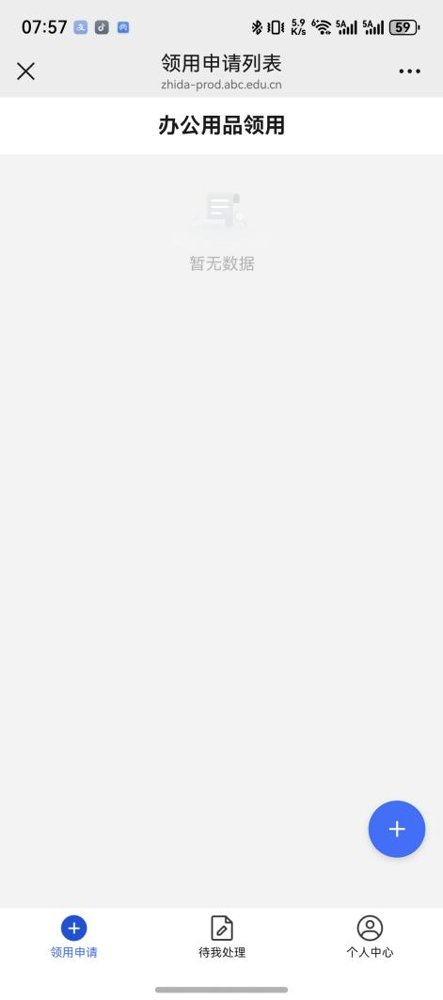 07:57
5.9
K/s
6+
5A
5A
59
领用申请列表
zhida-prod.abc.edu.cn
办公用品领用
暂无数据
领用申请
待我处理
个人中心